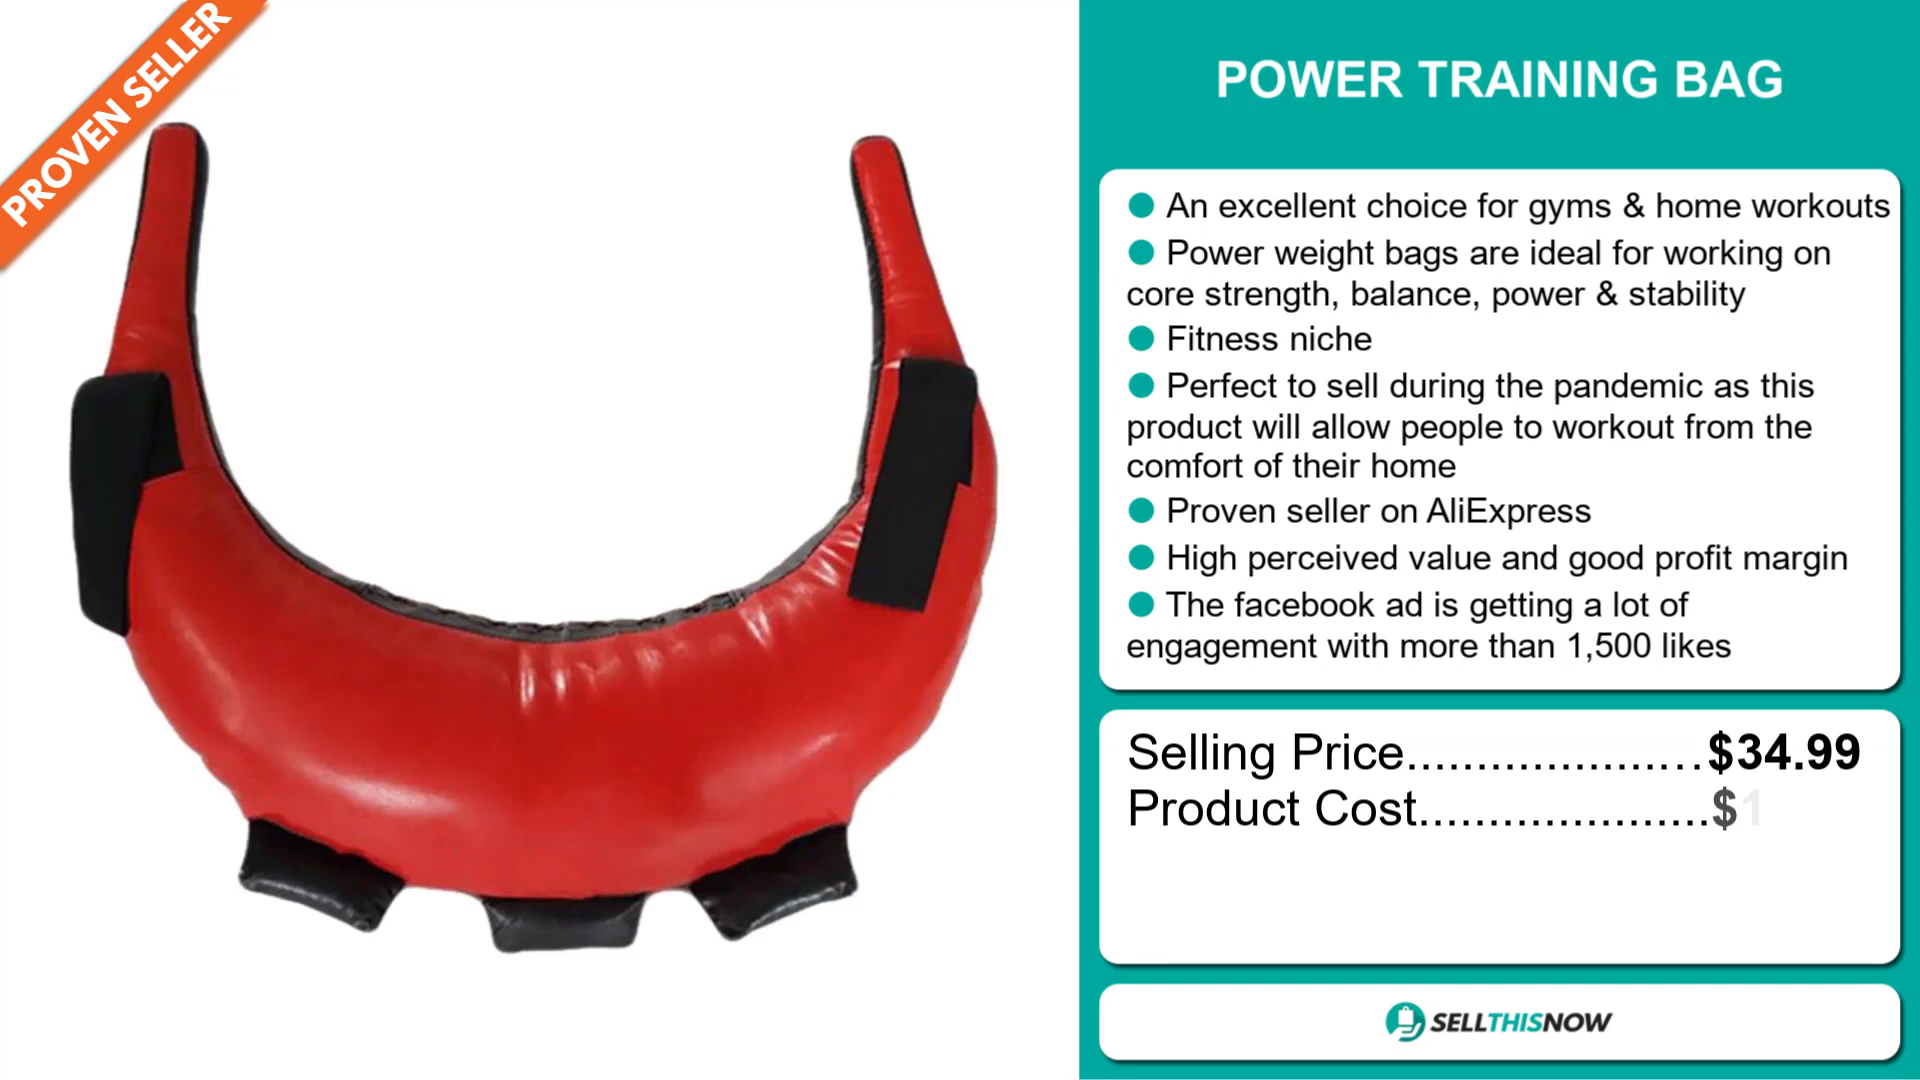 PROVEN SELLER
POWER TRAINING BAG
● An excellent choice for gyms & home workouts
● Power weight bags are ideal for working on
core strength, balance, power & stability
● Fitness niche
● Perfect to sell during the pandemic as this
product will allow people to workout from the
comfort of their home
● Proven seller on AliExpress
● High perceived value and good profit margin
● The facebook ad is getting a lot of
engagement with more than 1,500 likes
Selling Price.....................$34.99
Product Cost.....................$1
SELLTHISNOW